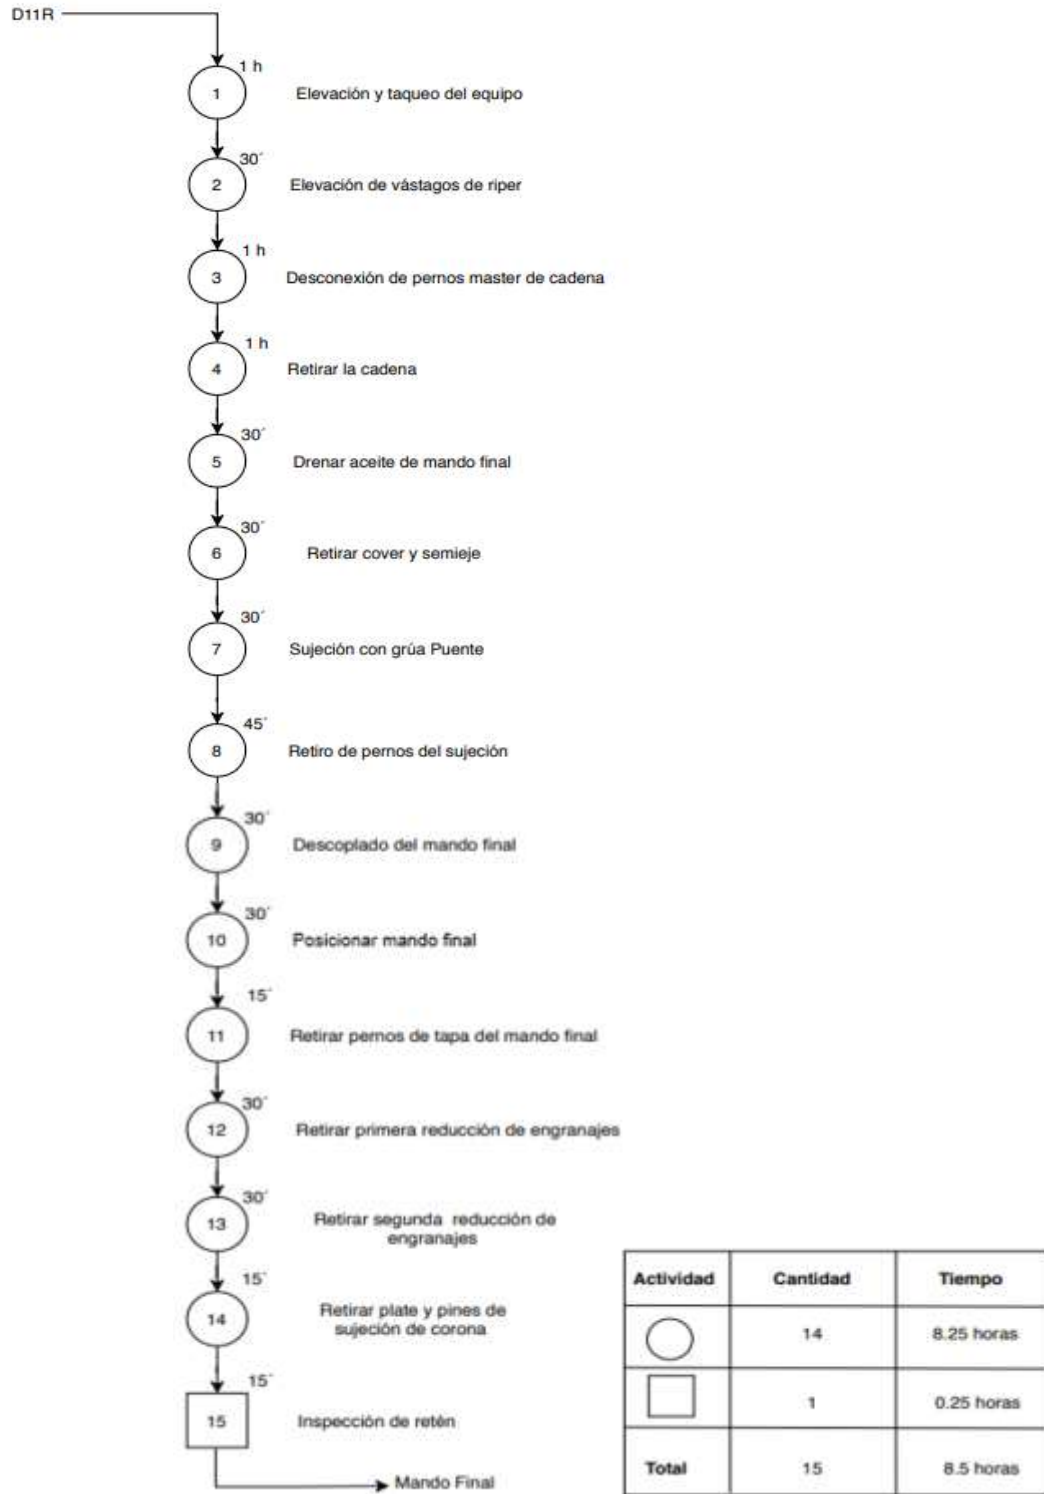 D11R
1 h
1
Elevación y taqueo del equipo
30´
2
Elevación de vástagos de riper
1 h
3
Desconexión de pernos master de cadena
1 h
4
Retirar la cadena
30´
5
Drenar aceite de mando final
30´
6
Retirar cover y semieje
30´
7
Sujeción con grúa Puente
45´
8
Retiro de pernos del sujeción
30´
9
Descoplado del mando final
30´
10
Posicionar mando final
15´
11
Retirar pernos de tapa del mando final
30´
12
Retirar primera reducción de engranajes
30´
13
Retirar segunda reducción de
engranajes
15´
14
Retirar plate y pines de
sujeción de corona
15´
15
Inspección de retén
Mando Final
Actividad Cantidad Tiempo
14 8.25 horas
1 0.25 horas
Total 15 8.5 horas